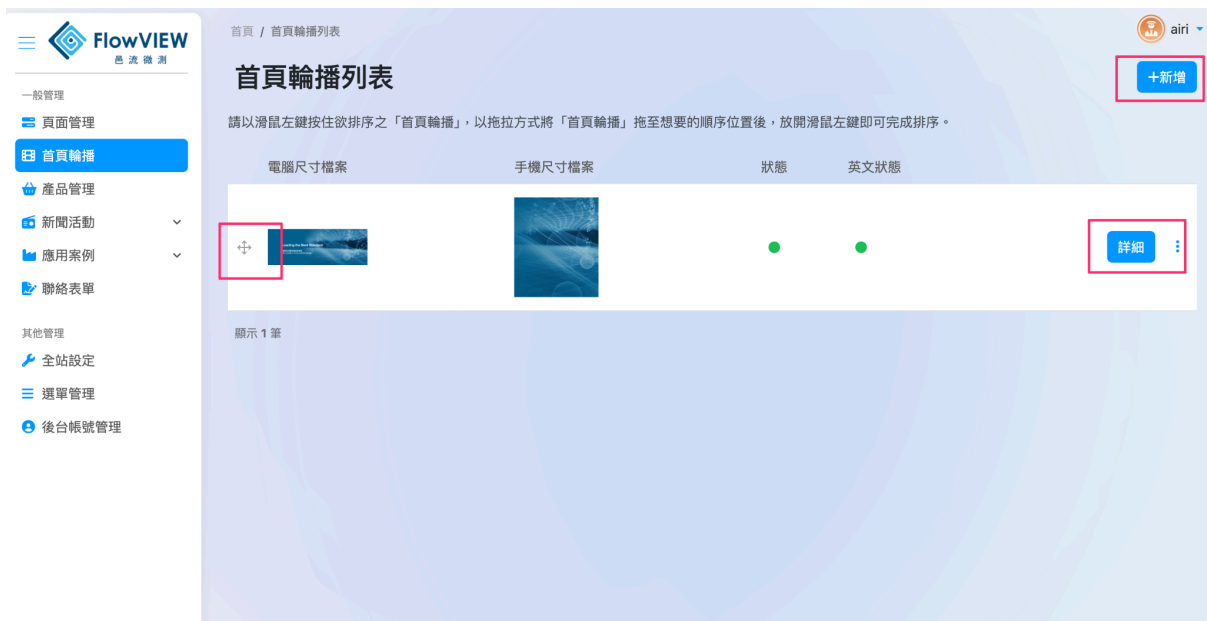 FlowVIEW
邑流微測
首頁 / 首頁輪播列表
airi
首頁輪播列表
+新增
請以滑鼠左鍵按住欲排序之「首頁輪播」，以拖拉方式將「首頁輪播」拖至想要的順序位置後，放開滑鼠左鍵即可完成排序。
一般管理
頁面管理
首頁輪播
產品管理
新聞活動
應用案例
聯絡表單
其他管理
全站設定
選單管理
後台帳號管理
電腦尺寸檔案 手機尺寸檔案 狀態 英文狀態
詳細
顯示 1 筆